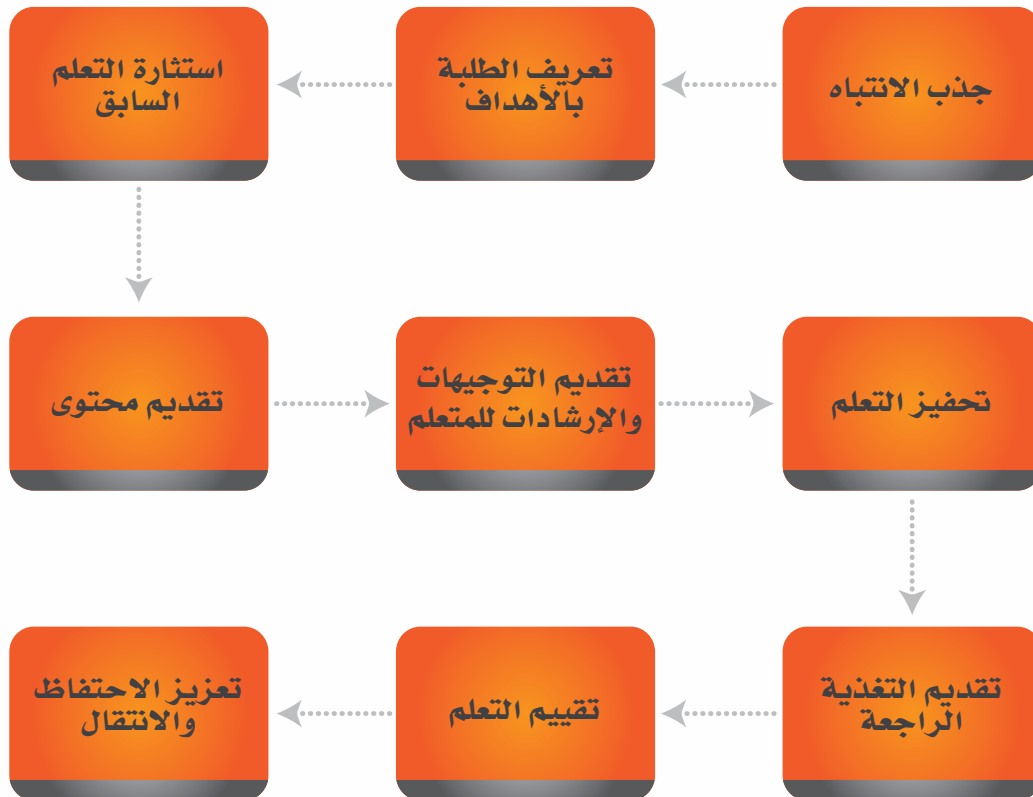 جذب الانتباه
تعريف الطلبة
بالأهداف
استثارة التعلم
السابق
تقديم محتوى
تقديم التوجيهات
والإرشادات للمتعلم
تحفيز التعلم
تقديم التغذية
الراجعة
تقييم التعلم
تعزيز الاحتفاظ
والانتقال